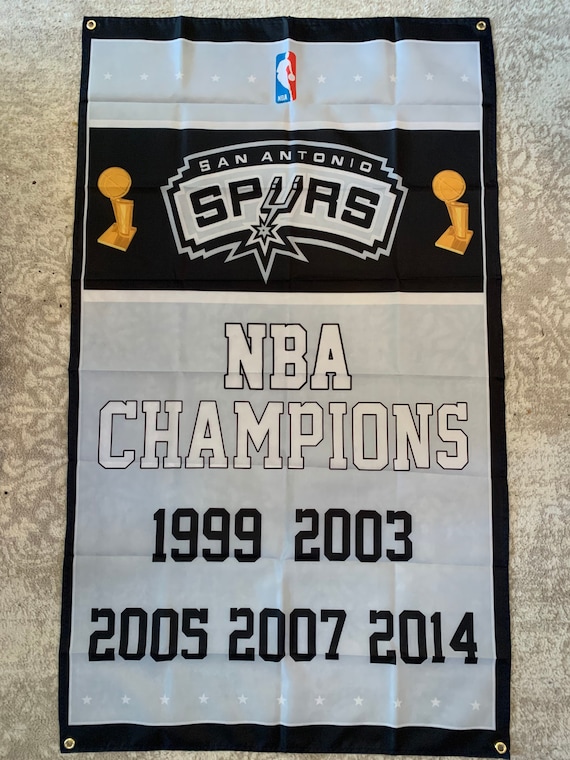 NBA
SAN ANTONIO
SPURS
NBA
CHAMPIONS
1999 2003
2005 2007 2014